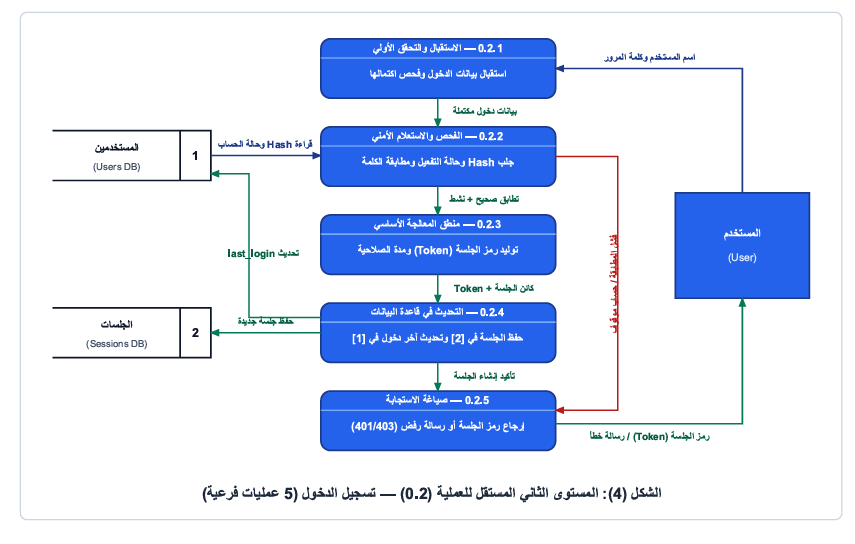 0.2.1 — الاستقبال والتحقق الأولي
استقبال بيانات الدخول وفحص اكتمالها
اسم المستخدم وكلمة المرور
بيانات دخول مكتملة
0.2.2 — الفحص والاستعلام الأمني
جلب Hash وحالة التفعيل ومطابقة الكلمة
قراءة Hash وحالة الحساب
1
المستخدمين
(Users DB)
تطابق صحيح + نشط
0.2.3 — منطق المعالجة الأساسي
توليد رمز الجلسة (Token) ومدة الصلاحية
المستخدم
(User)
فشل المطابقة / حساب موقوف
تحديث last_login
كائن الجلسة + Token
0.2.4 — التحديث في قاعدة البيانات
حفظ الجلسة في [2] وتحديث آخر دخول في [1]
حفظ جلسة جديدة
2
الجلسات
(Sessions DB)
تأكيد إنشاء الجلسة
0.2.5 — صياغة الاستجابة
إرجاع رمز الجلسة أو رسالة رفض (401/403)
رمز الجلسة (Token) / رسالة خطأ
الشكل (4): المستوى الثاني المستقل للعملية (0.2) — تسجيل الدخول (5 عمليات فرعية)